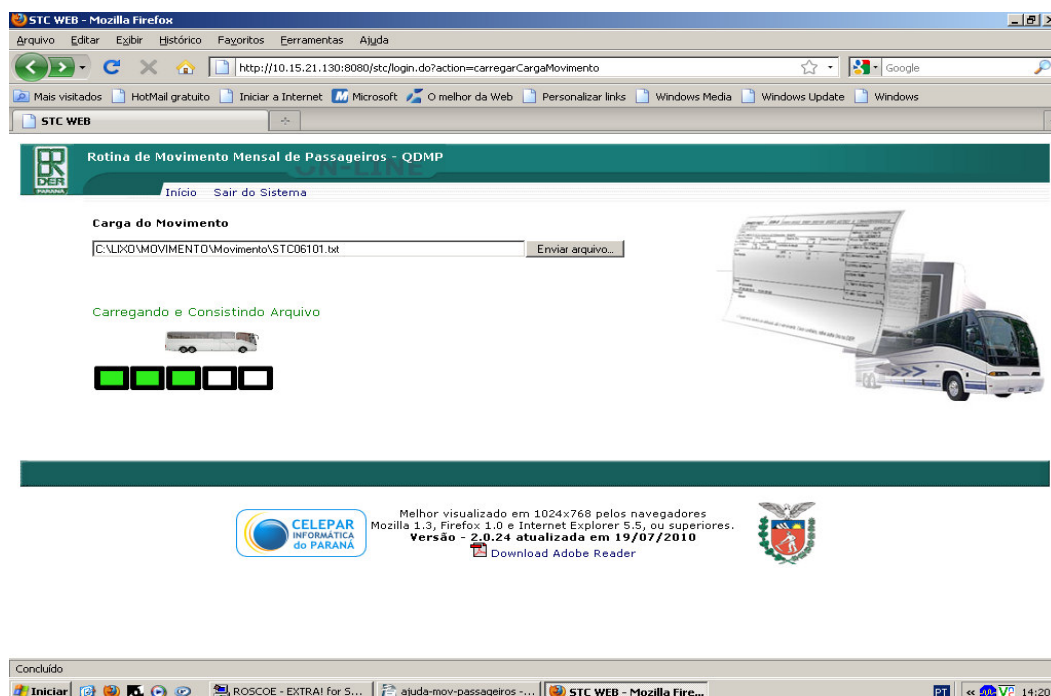 STC WEB - Mozilla Firefox
Arquivo Editar Exibir Histórico Favoritos Ferramentas Ajuda
http://10.15.21.130:8080/stc/login.do?action=carregarCargaMovimento
Google
Mais visitados HotMail gratuito Iniciar a Internet Microsoft O melhor da Web Personalizar links Windows Media Windows Update Windows
STC WEB
DER
PARANÁ
Rotina de Movimento Mensal de Passageiros - QDMP
ON-LINE
Início Sair do Sistema
Carga do Movimento
C:\LIXO\MOVIMENTO\Movimento\STC06101.txt Enviar arquivo...
Carregando e Consistindo Arquivo
CELEPAR
INFORMÁTICA
do PARANÁ
Melhor visualizado em 1024x768 pelos navegadores
Mozilla 1.3, Firefox 1.0 e Internet Explorer 5.5, ou superiores.
Versão - 2.0.24 atualizada em 19/07/2010
Download Adobe Reader
Concluído
Iniciar ROSCOE - EXTRA! for S... ajuda-mov-passageiros -... STC WEB - Mozilla Fire... PT « 14:20